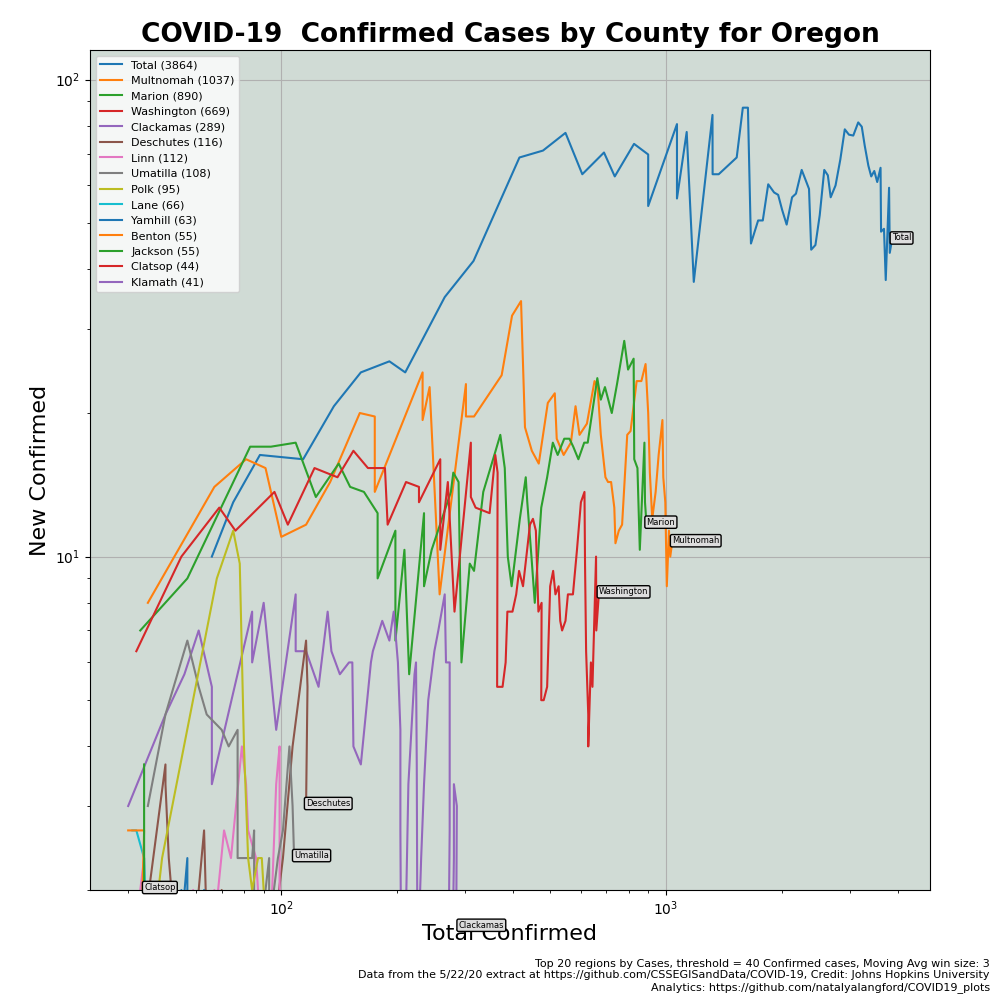 COVID-19  Confirmed Cases by County for Oregon
Total (3864)
Multnomah (1037)
Marion (890)
Washington (669)
Clackamas (289)
Deschutes (116)
Linn (112)
Umatilla (108)
Polk (95)
Lane (66)
Yamhill (63)
Benton (55)
Jackson (55)
Clatsop (44)
Klamath (41)
10²
10¹
New Confirmed
Total
Marion
Multnomah
Washington
Deschutes
Umatilla
Clatsop
10²
10³
Clackamas
Total Confirmed
Top 20 regions by Cases, threshold = 40 Confirmed cases, Moving Avg win size: 3
Data from the 5/22/20 extract at https://github.com/CSSEGISandData/COVID-19, Credit: Johns Hopkins University
Analytics: https://github.com/natalyalangford/COVID19_plots